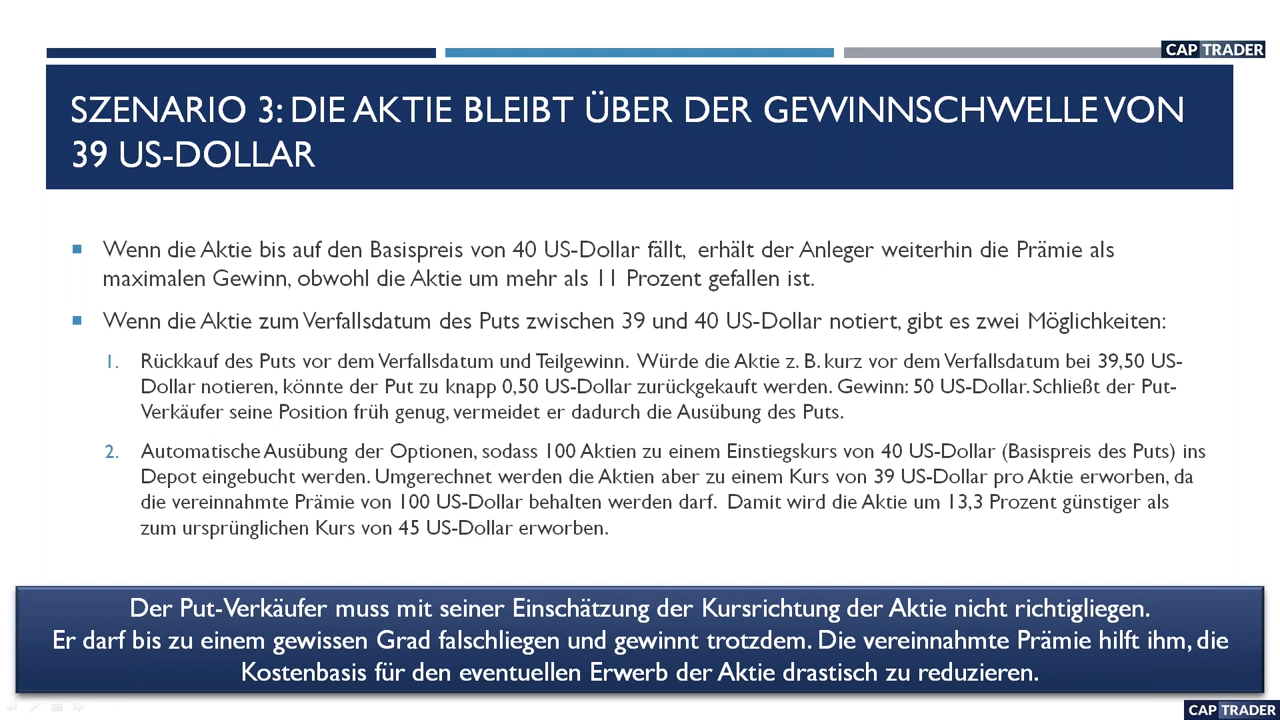 CAP TRADER
SZENARIO 3: DIE AKTIE BLEIBT ÜBER DER GEWINNSCHWELLE VON
39 US-DOLLAR
Wenn die Aktie bis auf den Basispreis von 40 US-Dollar fällt, erhält der Anleger weiterhin die Prämie als
maximalen Gewinn, obwohl die Aktie um mehr als 11 Prozent gefallen ist.
Wenn die Aktie zum Verfallsdatum des Puts zwischen 39 und 40 US-Dollar notiert, gibt es zwei Möglichkeiten:
1. Rückkauf des Puts vor dem Verfallsdatum und Teilgewinn. Würde die Aktie z. B. kurz vor dem Verfallsdatum bei 39,50 US-
Dollar notieren, könnte der Put zu knapp 0,50 US-Dollar zurückgekauft werden. Gewinn: 50 US-Dollar. Schließt der Put-
Verkäufer seine Position früh genug, vermeidet er dadurch die Ausübung des Puts.
2. Automatische Ausübung der Optionen, sodass 100 Aktien zu einem Einstiegskurs von 40 US-Dollar (Basispreis des Puts) ins
Depot eingebucht werden. Umgerechnet werden die Aktien aber zu einem Kurs von 39 US-Dollar pro Aktie erworben, da
die vereinnahmte Prämie von 100 US-Dollar behalten werden darf. Damit wird die Aktie um 13,3 Prozent günstiger als
zum ursprünglichen Kurs von 45 US-Dollar erworben.
Der Put-Verkäufer muss mit seiner Einschätzung der Kursrichtung der Aktie nicht richtigliegen.
Er darf bis zu einem gewissen Grad falschliegen und gewinnt trotzdem. Die vereinnahmte Prämie hilft ihm, die
Kostenbasis für den eventuellen Erwerb der Aktie drastisch zu reduzieren.
CAP TRADER